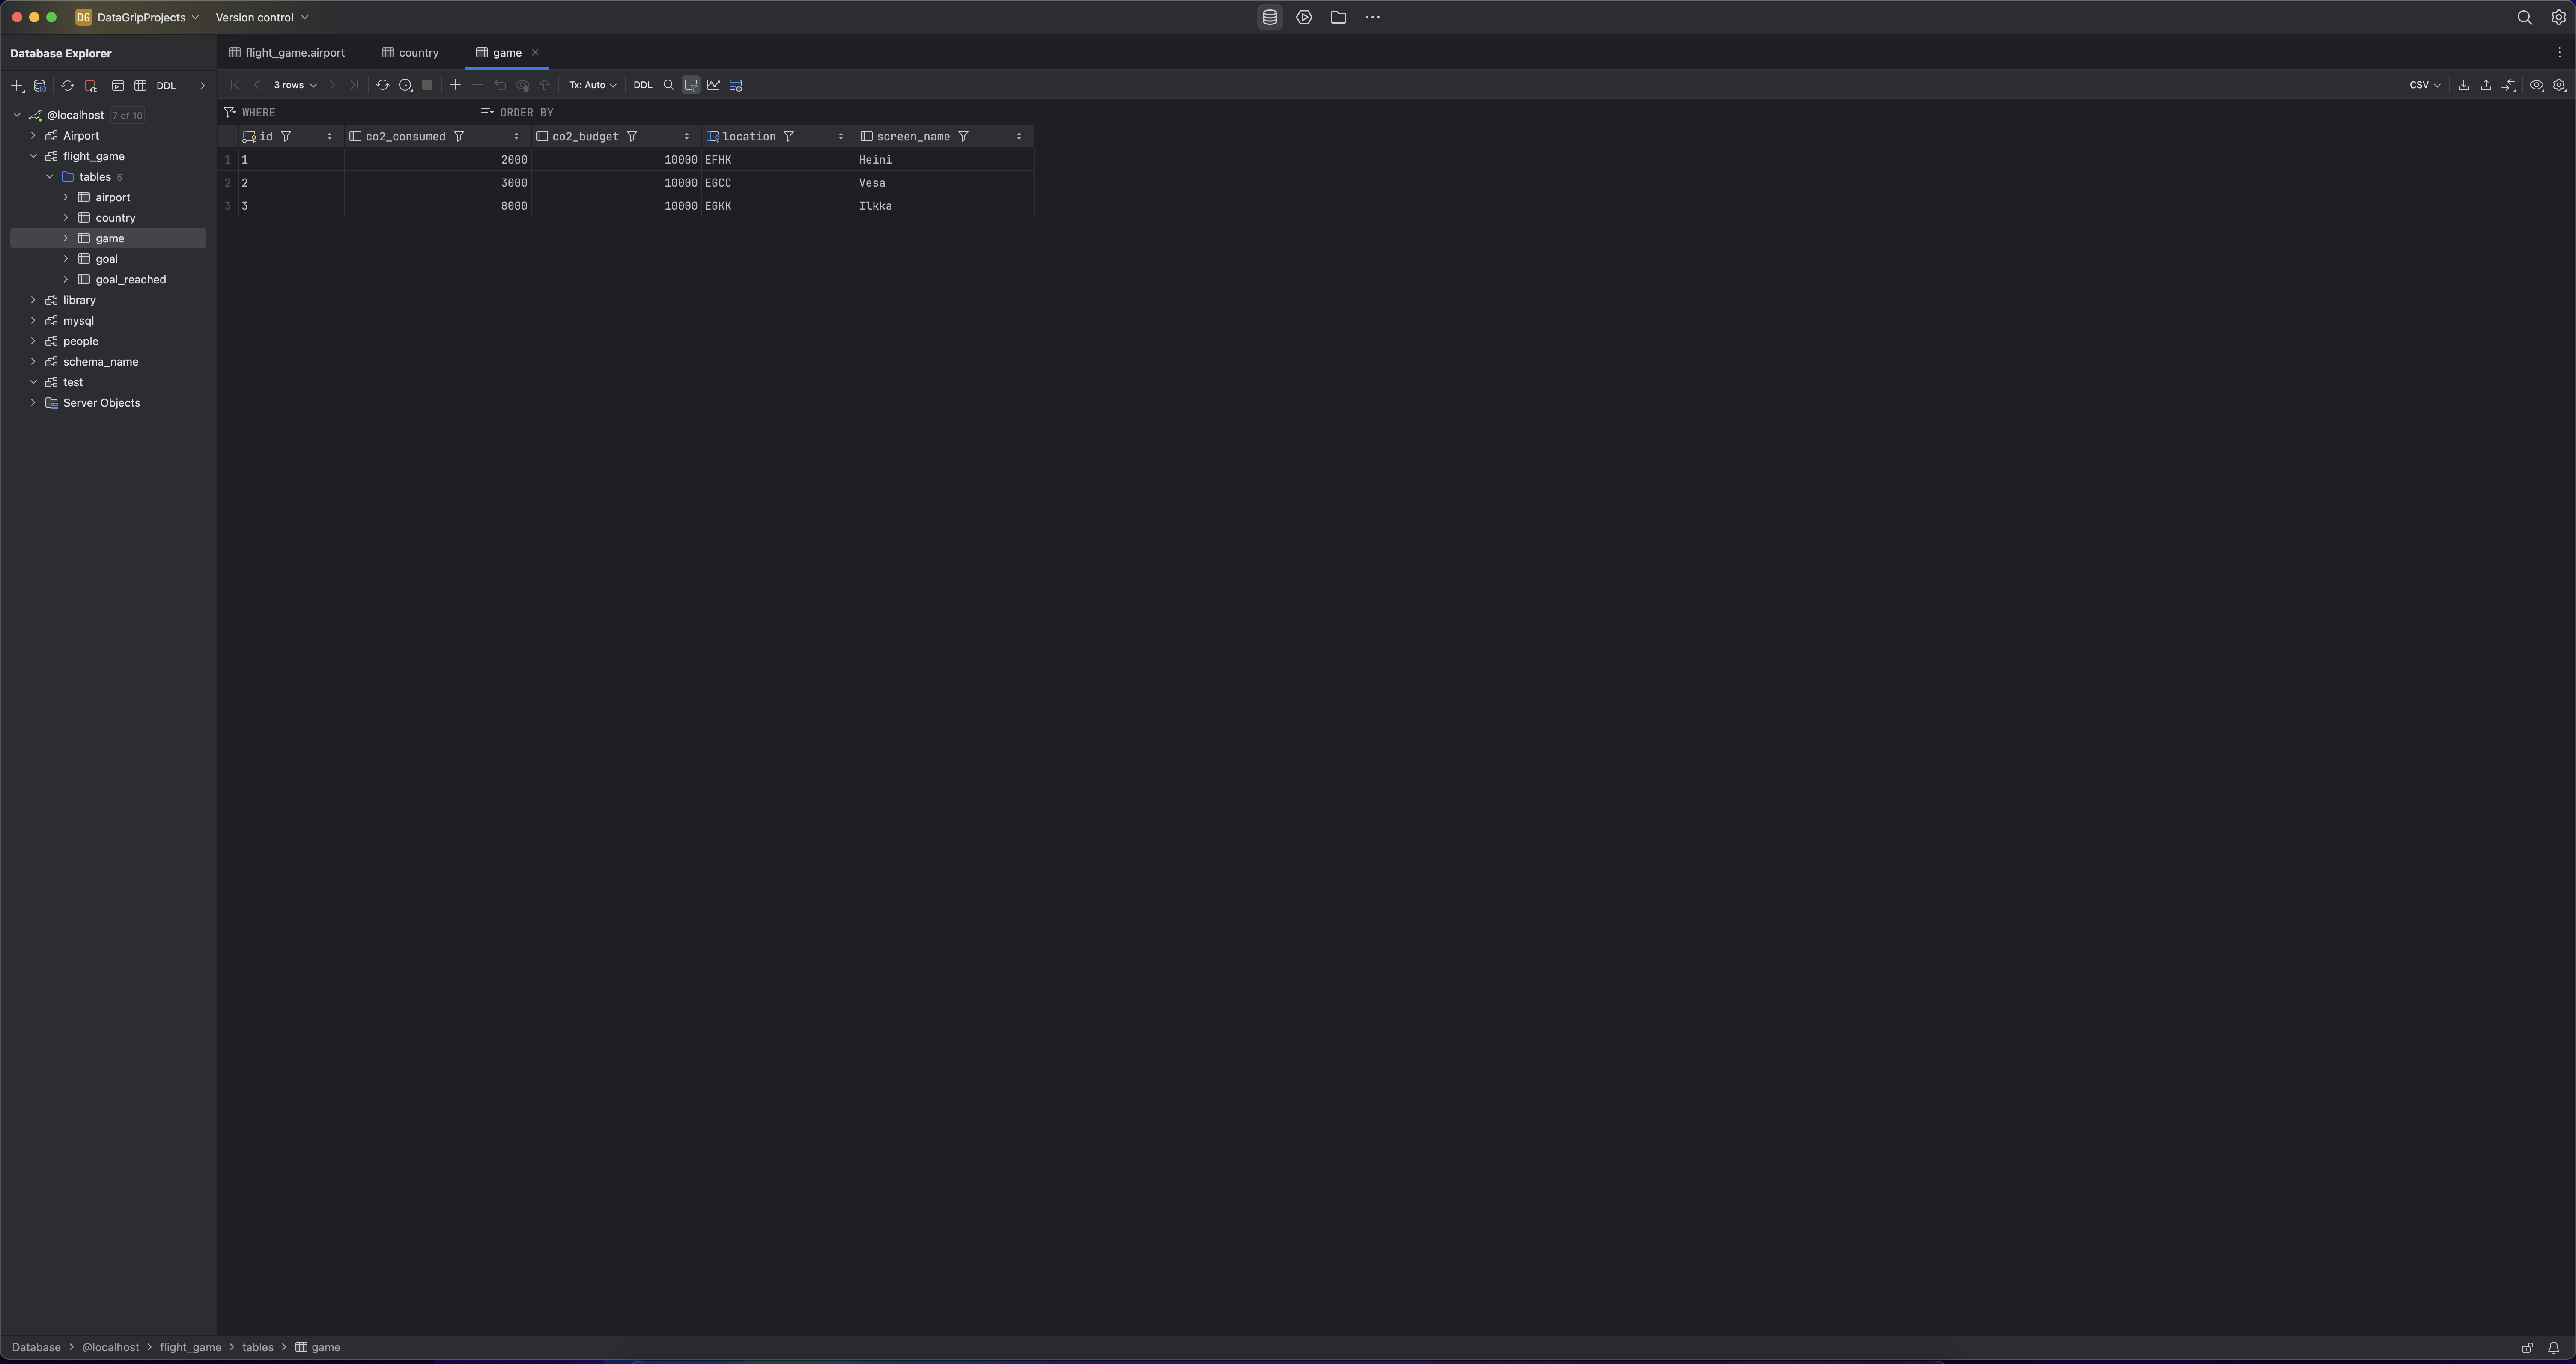 DG DataGripProjects Version control
Database Explorer
flight_game.airport country game
DDL
3 rows Tx: Auto DDL CSV
WHERE ORDER BY
@localhost 7 of 10
Airport
flight_game
tables 5
airport
country
game
goal
goal_reached
library
mysql
people
schema_name
test
Server Objects
id co2_consumed co2_budget location screen_name
1 1 2000 10000 EFHK Heini
2 2 3000 10000 EGCC Vesa
3 3 8000 10000 EGKK Ilkka
Database > @localhost > flight_game > tables > game